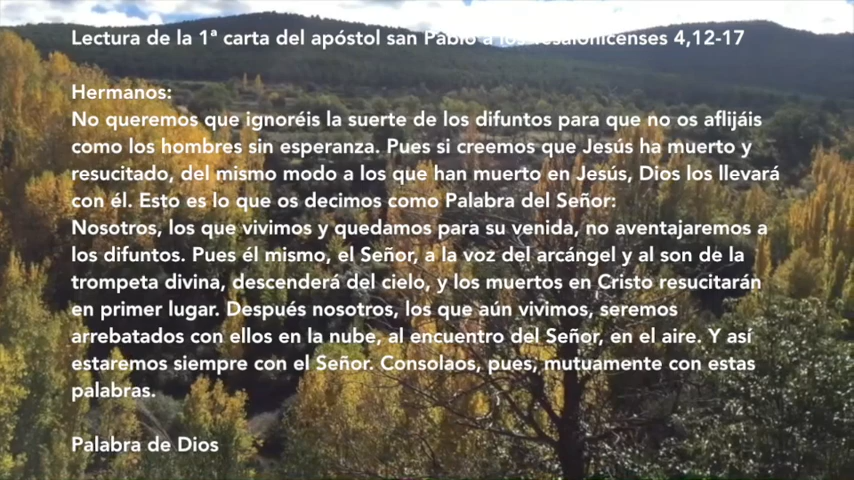 Lectura de la 1ª carta del apóstol san Pablo a los Tesalonicenses 4,12-17
Hermanos:
No queremos que ignoréis la suerte de los difuntos para que no os aflijáis
como los hombres sin esperanza. Pues si creemos que Jesús ha muerto y
resucitado, del mismo modo a los que han muerto en Jesús, Dios los llevará
con él. Esto es lo que os decimos como Palabra del Señor:
Nosotros, los que vivimos y quedamos para su venida, no aventajaremos a
los difuntos. Pues él mismo, el Señor, a la voz del arcángel y al son de la
trompeta divina, descenderá del cielo, y los muertos en Cristo resucitarán
en primer lugar. Después nosotros, los que aún vivimos, seremos
arrebatados con ellos en la nube, al encuentro del Señor, en el aire. Y así
estaremos siempre con el Señor. Consolaos, pues, mutuamente con estas
palabras.
Palabra de Dios